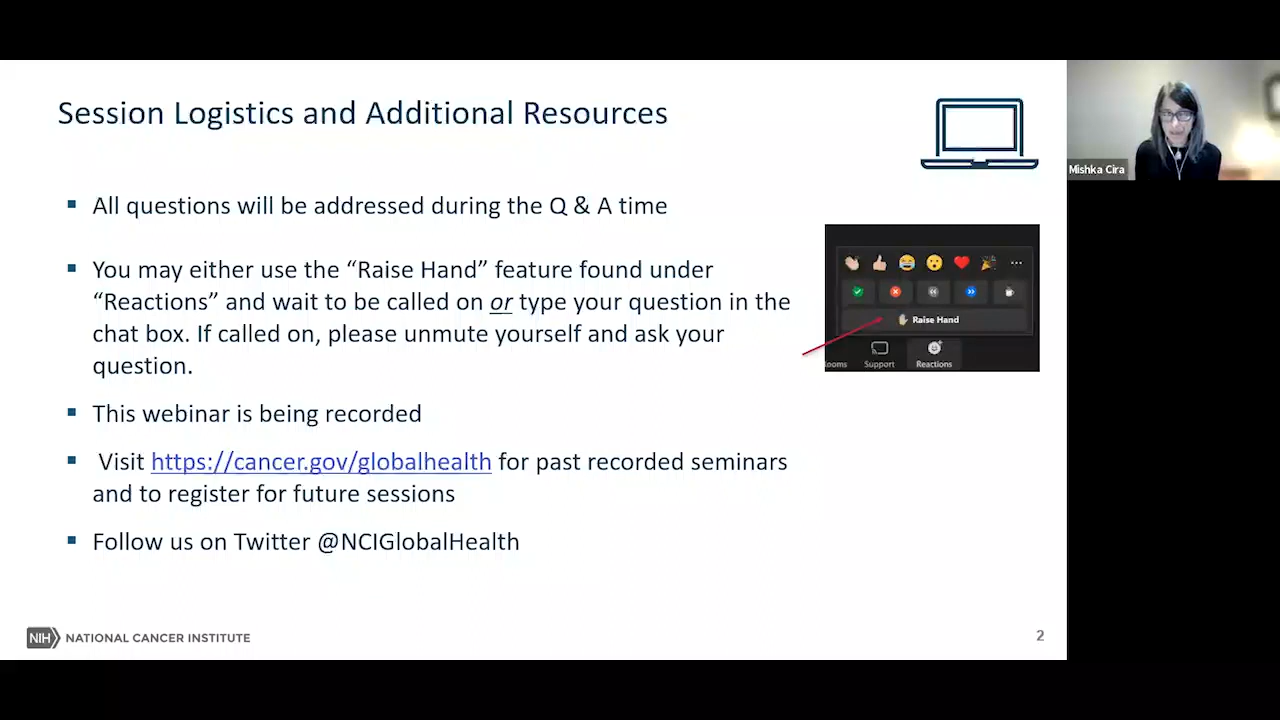 Session Logistics and Additional Resources
All questions will be addressed during the Q & A time
You may either use the “Raise Hand” feature found under
“Reactions” and wait to be called on or type your question in the
chat box. If called on, please unmute yourself and ask your
question.
This webinar is being recorded
Visit https://cancer.gov/globalhealth for past recorded seminars
and to register for future sessions
Follow us on Twitter @NCIGlobalHealth
Raise Hand
ooms Support Reactions
Mishka Cira
NIH NATIONAL CANCER INSTITUTE
2